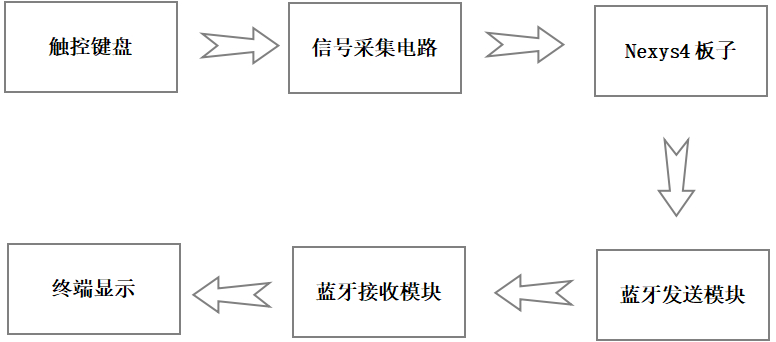 触控键盘
信号采集电路
Nexys4 板子
蓝牙发送模块
蓝牙接收模块
终端显示